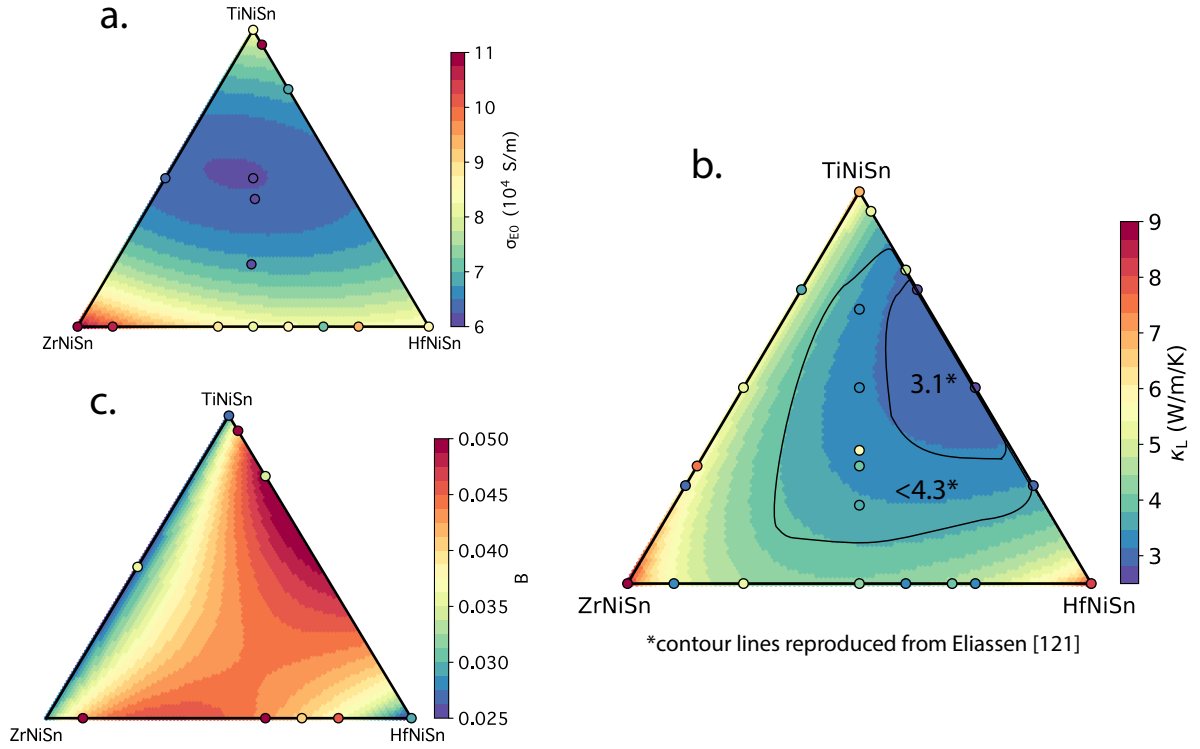 a.
TiNiSn
ZrNiSn
HfNiSn
11
10
9
8
7
6
σE0 (10⁴ S/m)
b.
TiNiSn
3.1*
<4.3*
ZrNiSn
HfNiSn
9
8
7
6
5
4
3
κL (W/m/K)
*contour lines reproduced from Eliassen [121]
c.
TiNiSn
ZrNiSn
HfNiSn
0.050
0.045
0.040
0.035
0.030
0.025
B